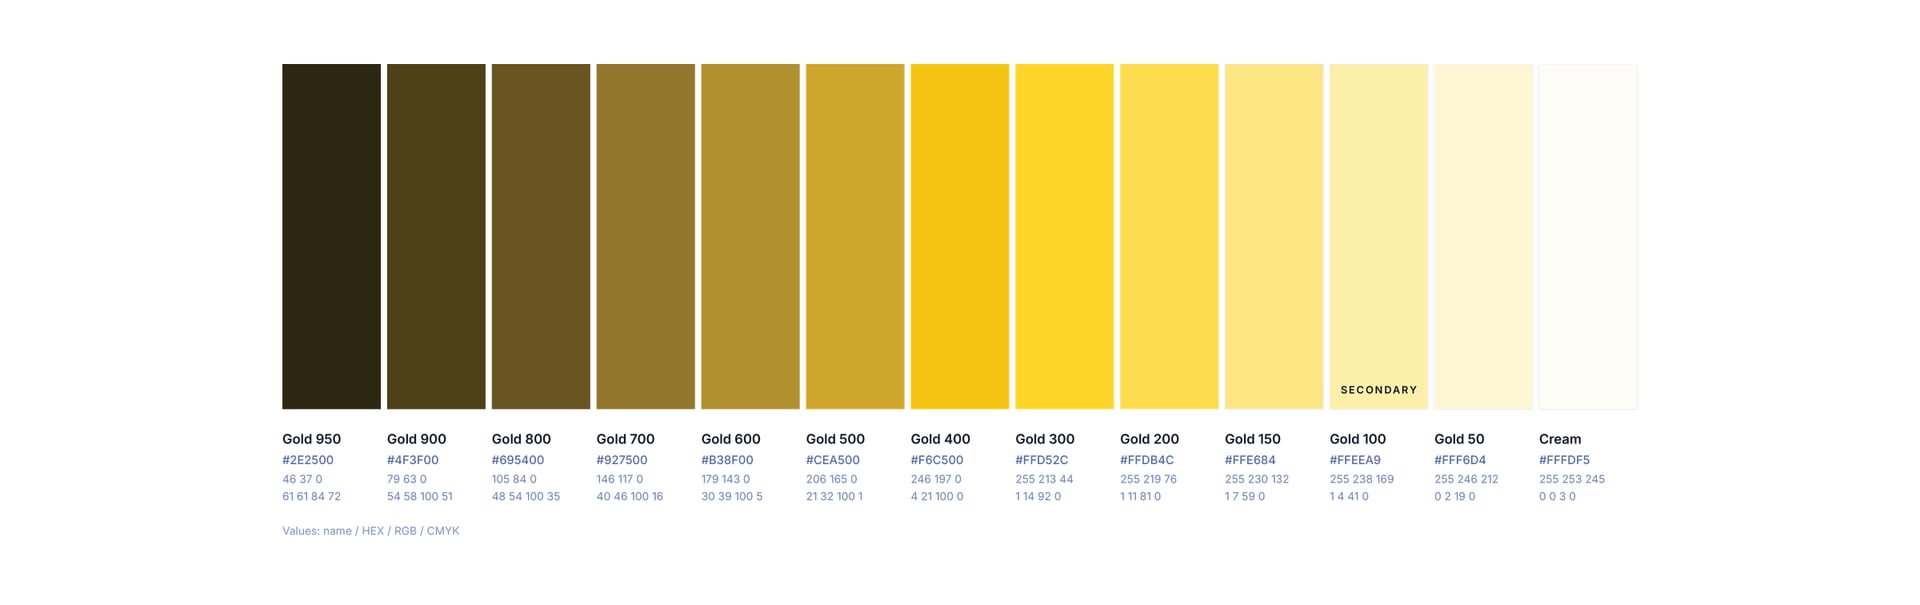 SECONDARY
Gold 950 Gold 900 Gold 800 Gold 700 Gold 600 Gold 500 Gold 400 Gold 300 Gold 200 Gold 150 Gold 100 Gold 50 Cream
#2E2500 #4F3F00 #695400 #927500 #B38F00 #CEA500 #F6C500 #FFD52C #FFDB4C #FFE684 #FFEEA9 #FFF6D4 #FFFDF5
46 37 0 79 63 0 105 84 0 146 117 0 179 143 0 206 165 0 246 197 0 255 213 44 255 219 76 255 230 132 255 238 169 255 246 212 255 253 245
61 61 84 72 54 58 100 51 48 54 100 35 40 46 100 16 30 39 100 5 21 32 100 1 4 21 100 0 1 14 92 0 1 11 81 0 1 7 59 0 1 4 41 0 0 2 19 0 0 0 3 0
Values: name / HEX / RGB / CMYK